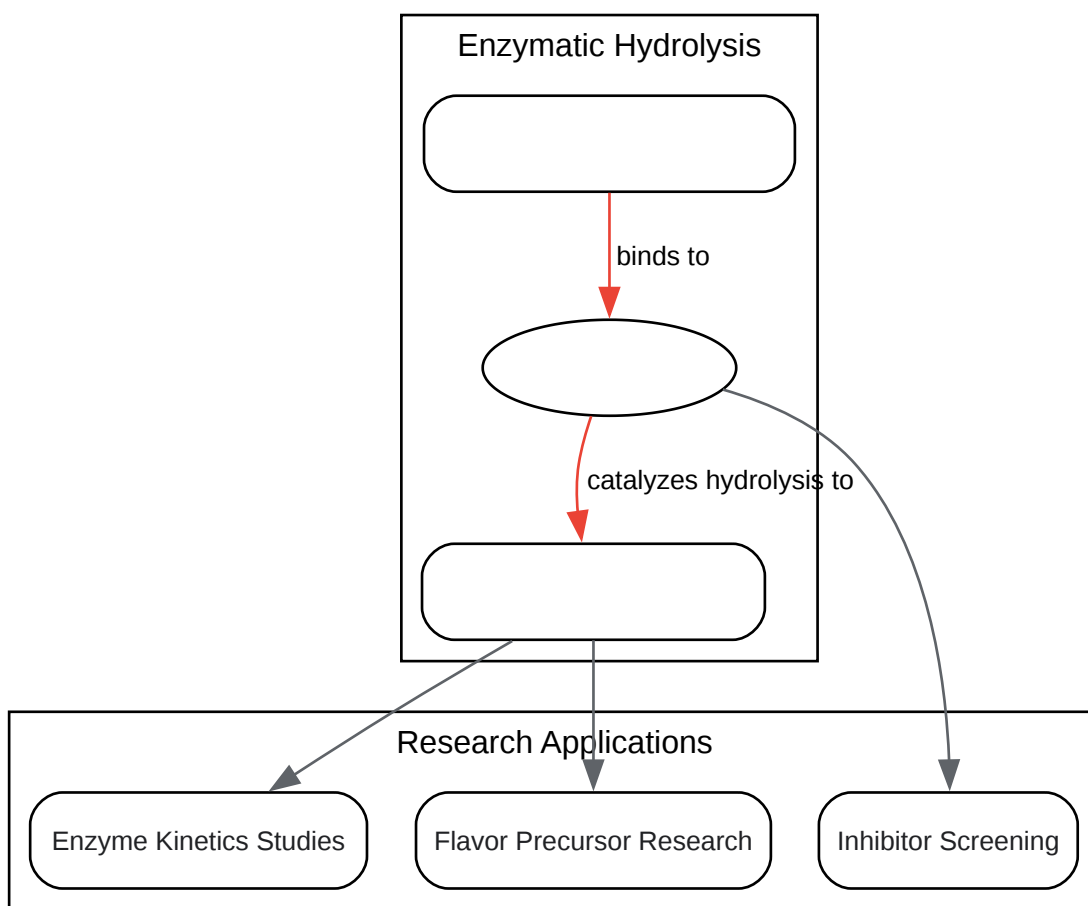 Enzymatic Hydrolysis
binds to
catalyzes hydrolysis to
Research Applications
Enzyme Kinetics Studies
Flavor Precursor Research
Inhibitor Screening